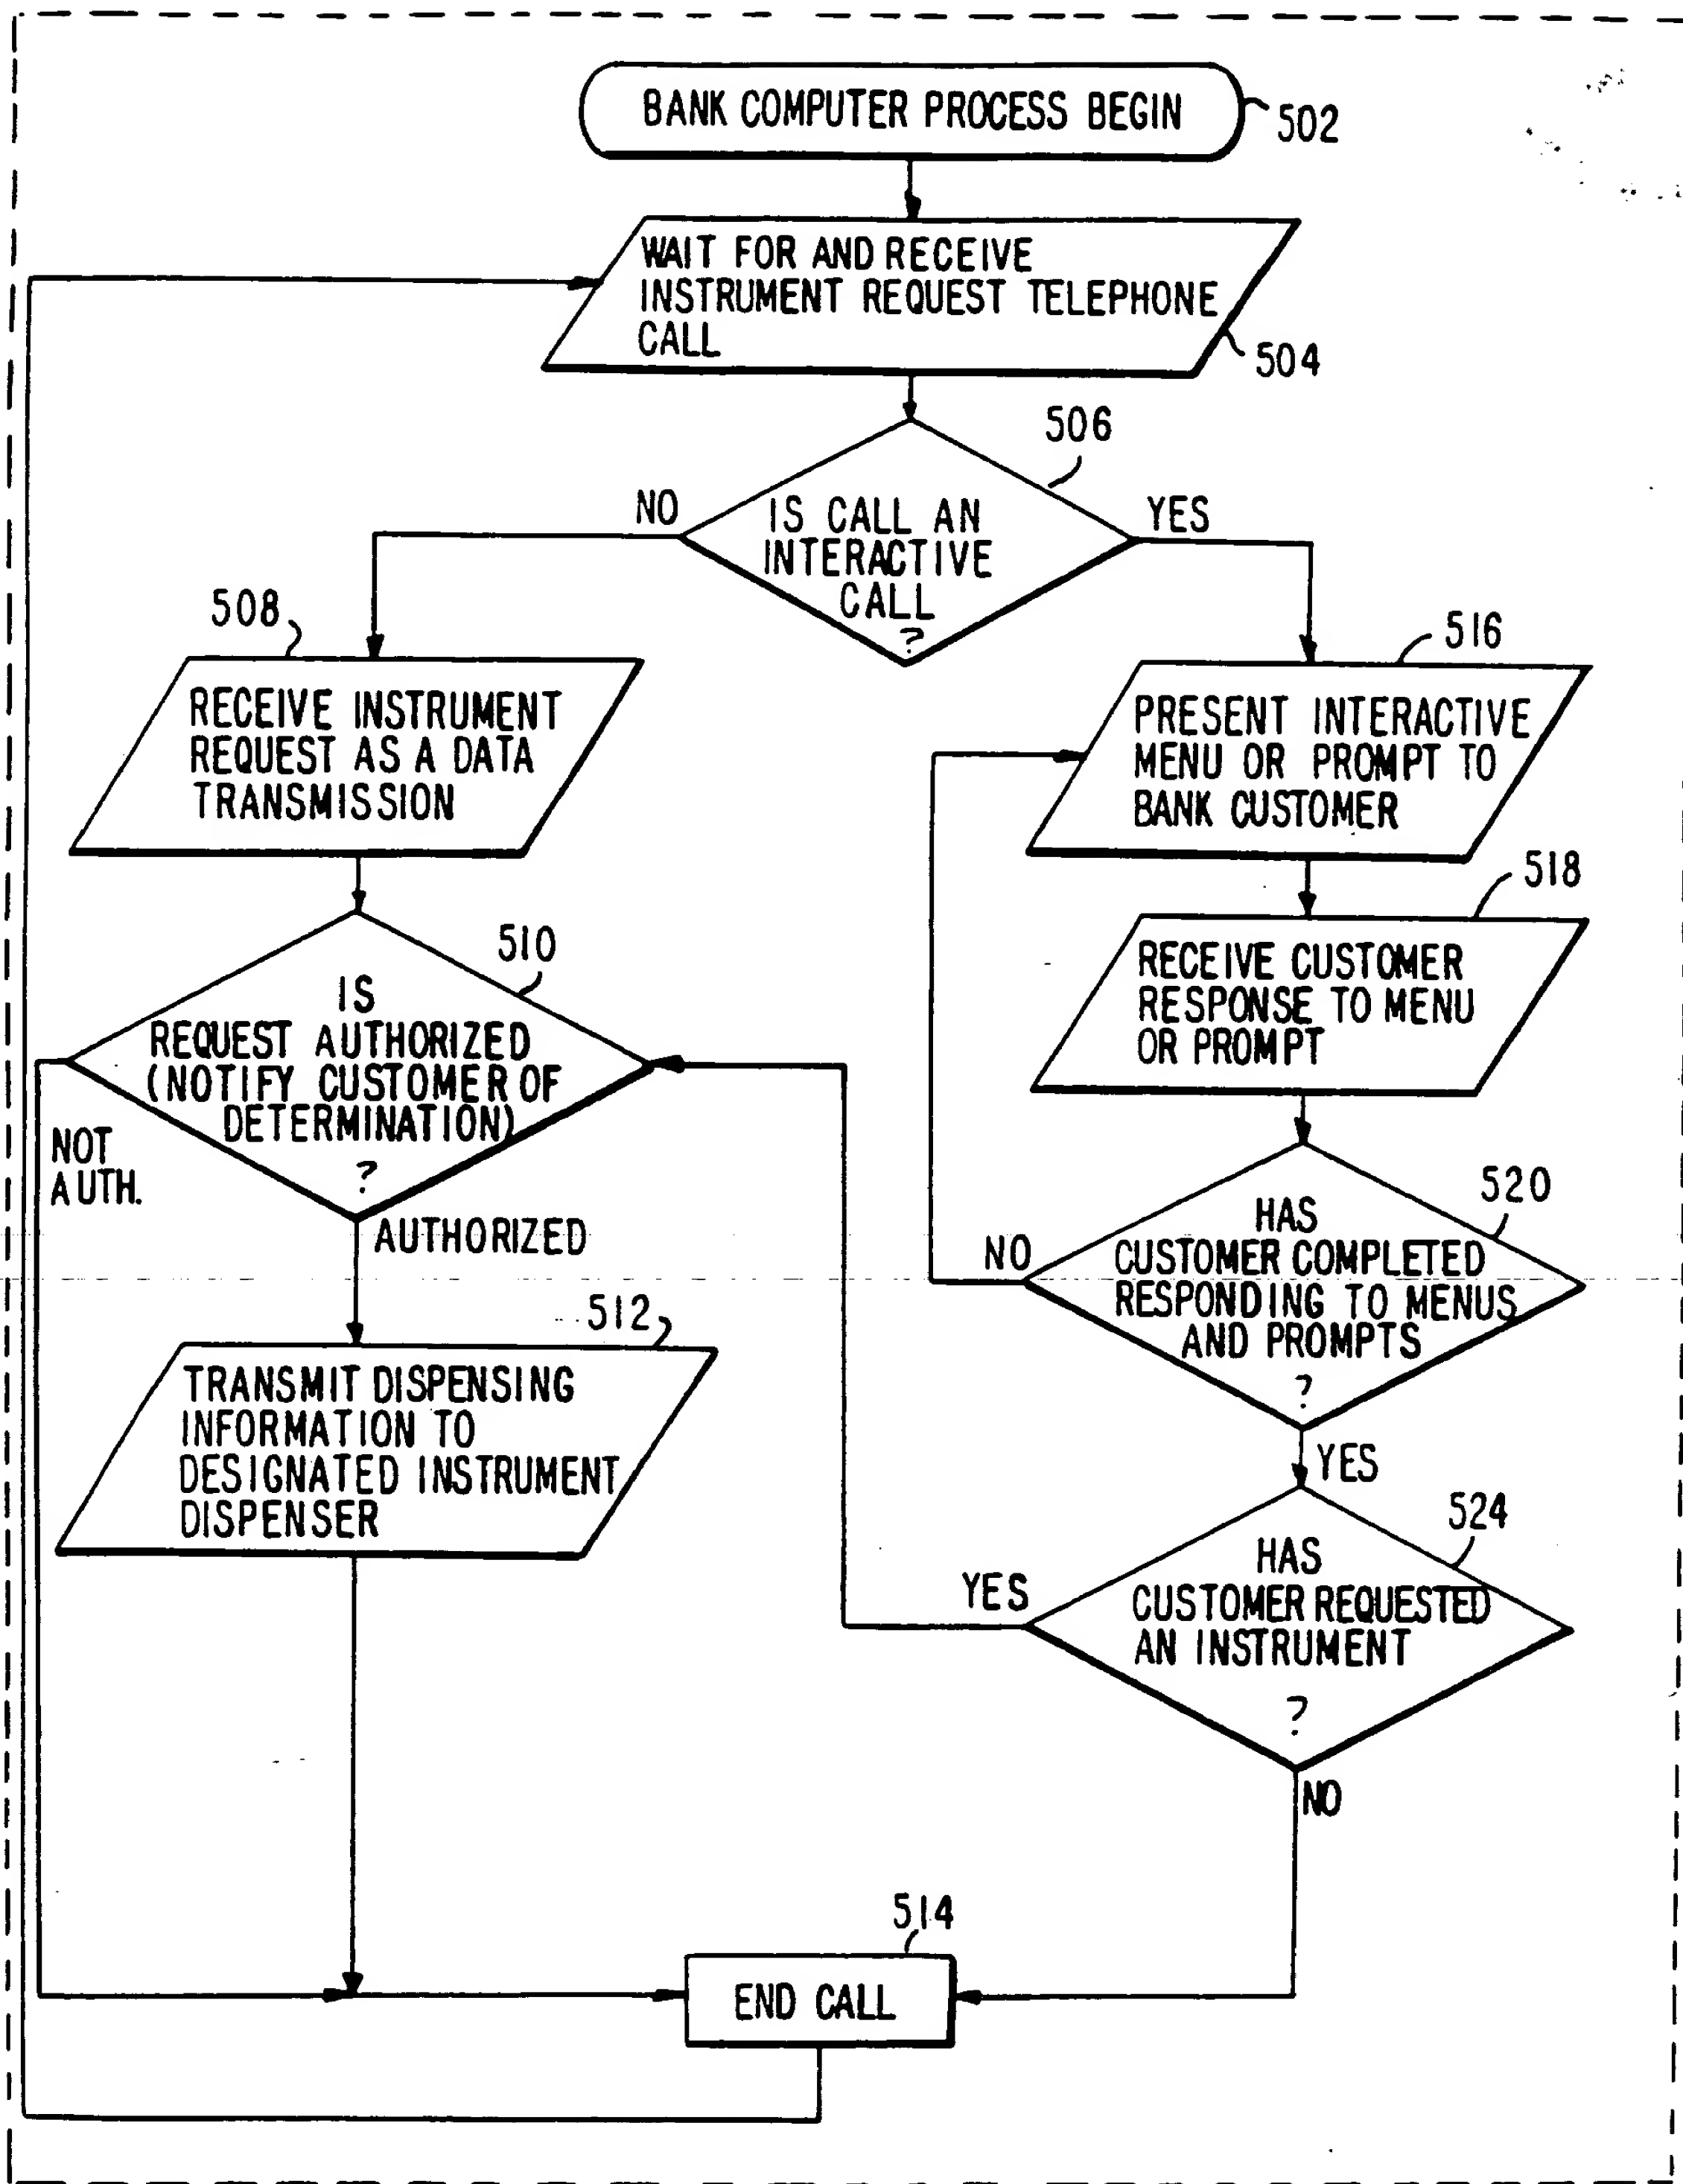 BANK COMPUTER PROCESS BEGIN
502
WAIT FOR AND RECEIVE
INSTRUMENT REQUEST TELEPHONE
CALL
504
506
NO
IS CALL AN
INTERACTIVE
CALL
?
YES
508
RECEIVE INSTRUMENT
REQUEST AS A DATA
TRANSMISSION
516
PRESENT INTERACTIVE
MENU OR PROMPT TO
BANK CUSTOMER
518
RECEIVE CUSTOMER
RESPONSE TO MENU
OR PROMPT
510
IS
REQUEST AUTHORIZED
(NOTIFY CUSTOMER OF
DETERMINATION)
?
NOT
AUTH.
AUTHORIZED
520
HAS
CUSTOMER COMPLETED
RESPONDING TO MENUS
AND PROMPTS
?
NO
YES
512
TRANSMIT DISPENSING
INFORMATION TO
DESIGNATED INSTRUMENT
DISPENSER
524
HAS
CUSTOMER REQUESTED
AN INSTRUMENT
?
YES
NO
514
END CALL